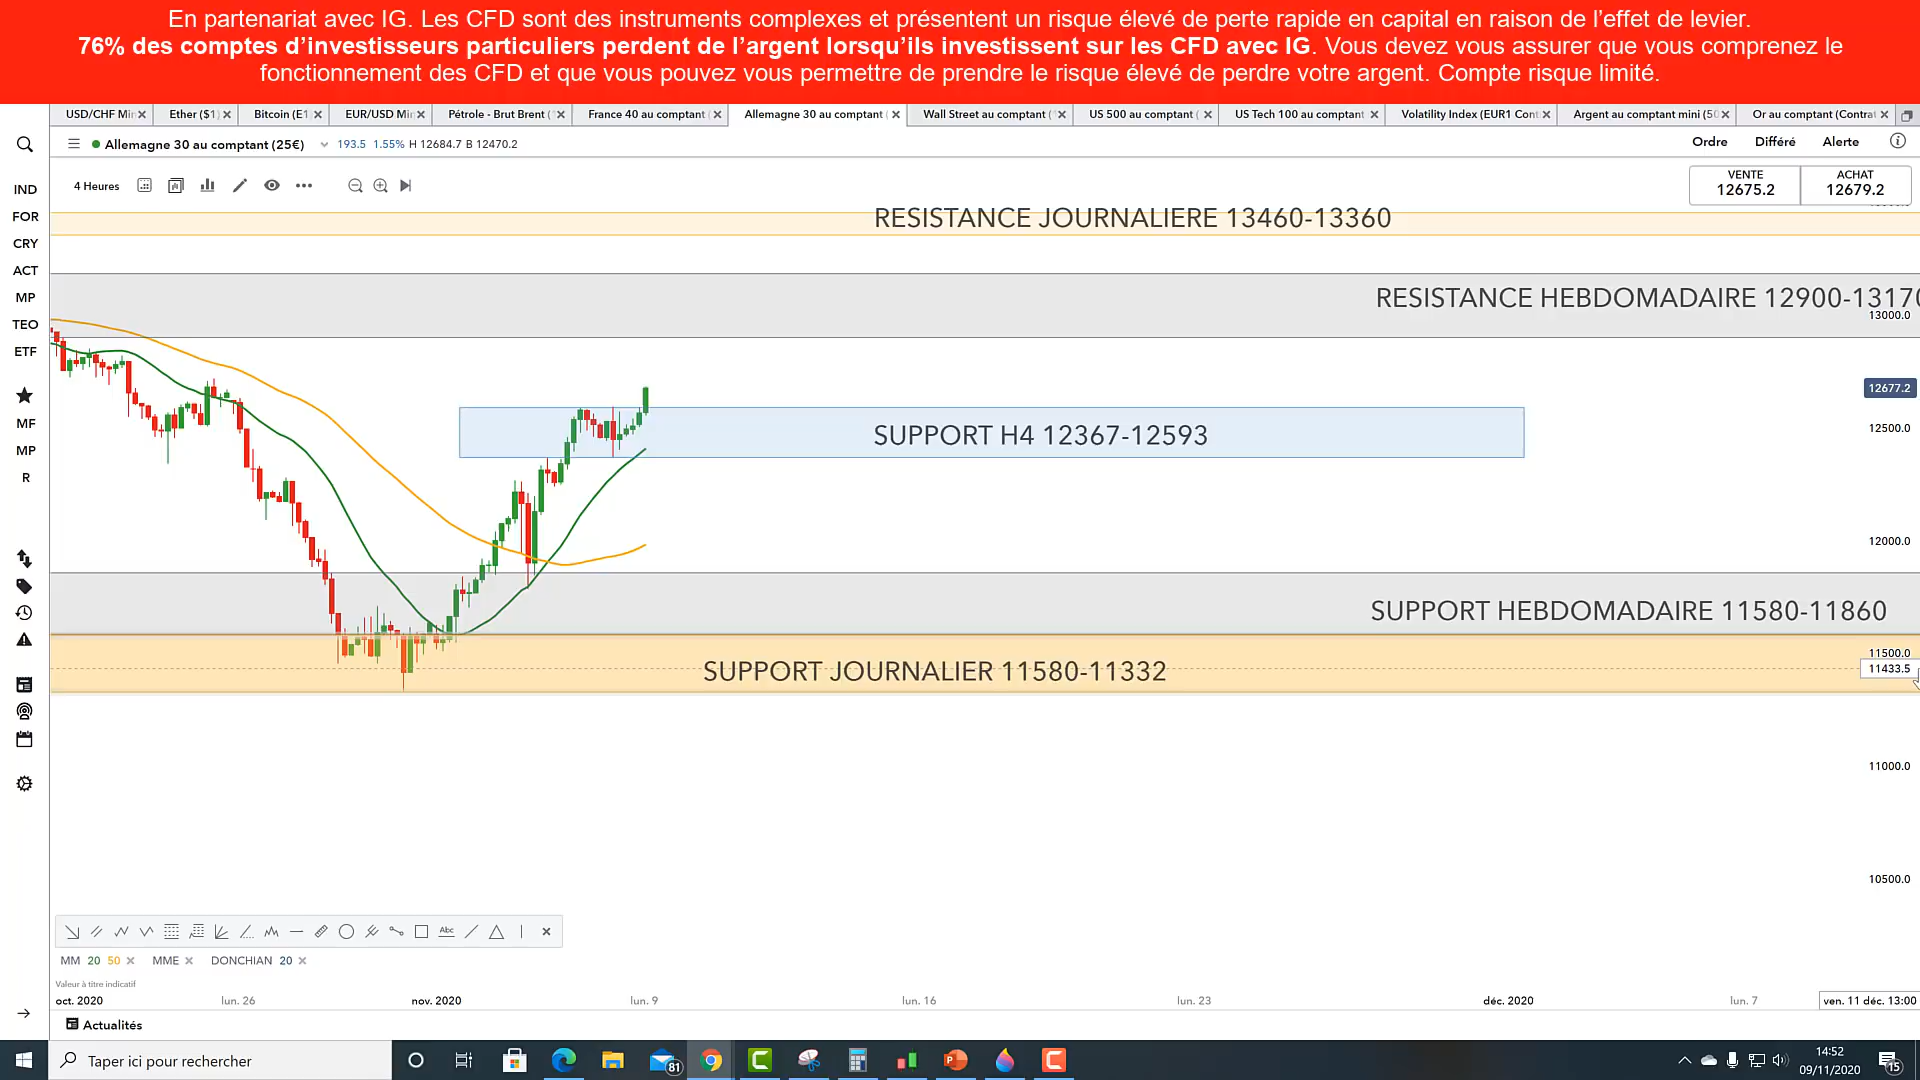 En partenariat avec IG. Les CFD sont des instruments complexes et présentent un risque élevé de perte rapide en capital en raison de l’effet de levier.
76% des comptes d’investisseurs particuliers perdent de l’argent lorsqu’ils investissent sur les CFD avec IG. Vous devez vous assurer que vous comprenez le
fonctionnement des CFD et que vous pouvez vous permettre de prendre le risque élevé de perdre votre argent. Compte risque limité.
USD/CHF Min Ether ($1) Bitcoin (E1 EUR/USD Min Pétrole - Brut Brent ( France 40 au comptant ( Allemagne 30 au comptant ( Wall Street au comptant ( US 500 au comptant ( US Tech 100 au comptant Volatility Index (EUR1 Cont Argent au comptant mini (50 Or au comptant (Contra
Allemagne 30 au comptant (25€) 193.5 1.55% H 12684.7 B 12470.2
Ordre Différé Alerte
4 Heures
VENTE ACHAT
12675.2 12679.2
IND
FOR
CRY
ACT
MP
TEO
ETF
MF
MP
R
RESISTANCE JOURNALIERE 13460-13360
RESISTANCE HEBDOMADAIRE 12900-13170
13000.0
12677.2
SUPPORT H4 12367-12593
12500.0
12000.0
SUPPORT HEBDOMADAIRE 11580-11860
11500.0
SUPPORT JOURNALIER 11580-11332
11433.5
11000.0
10500.0
Abc
MM 20 50 MME DONCHIAN 20
Valeur à titre indicatif
oct. 2020 lun. 26 nov. 2020 lun. 9 lun. 16 lun. 23 déc. 2020 lun. 7 ven. 11 déc. 13:00
Actualités
Taper ici pour rechercher
81
14:52
09/11/2020
15